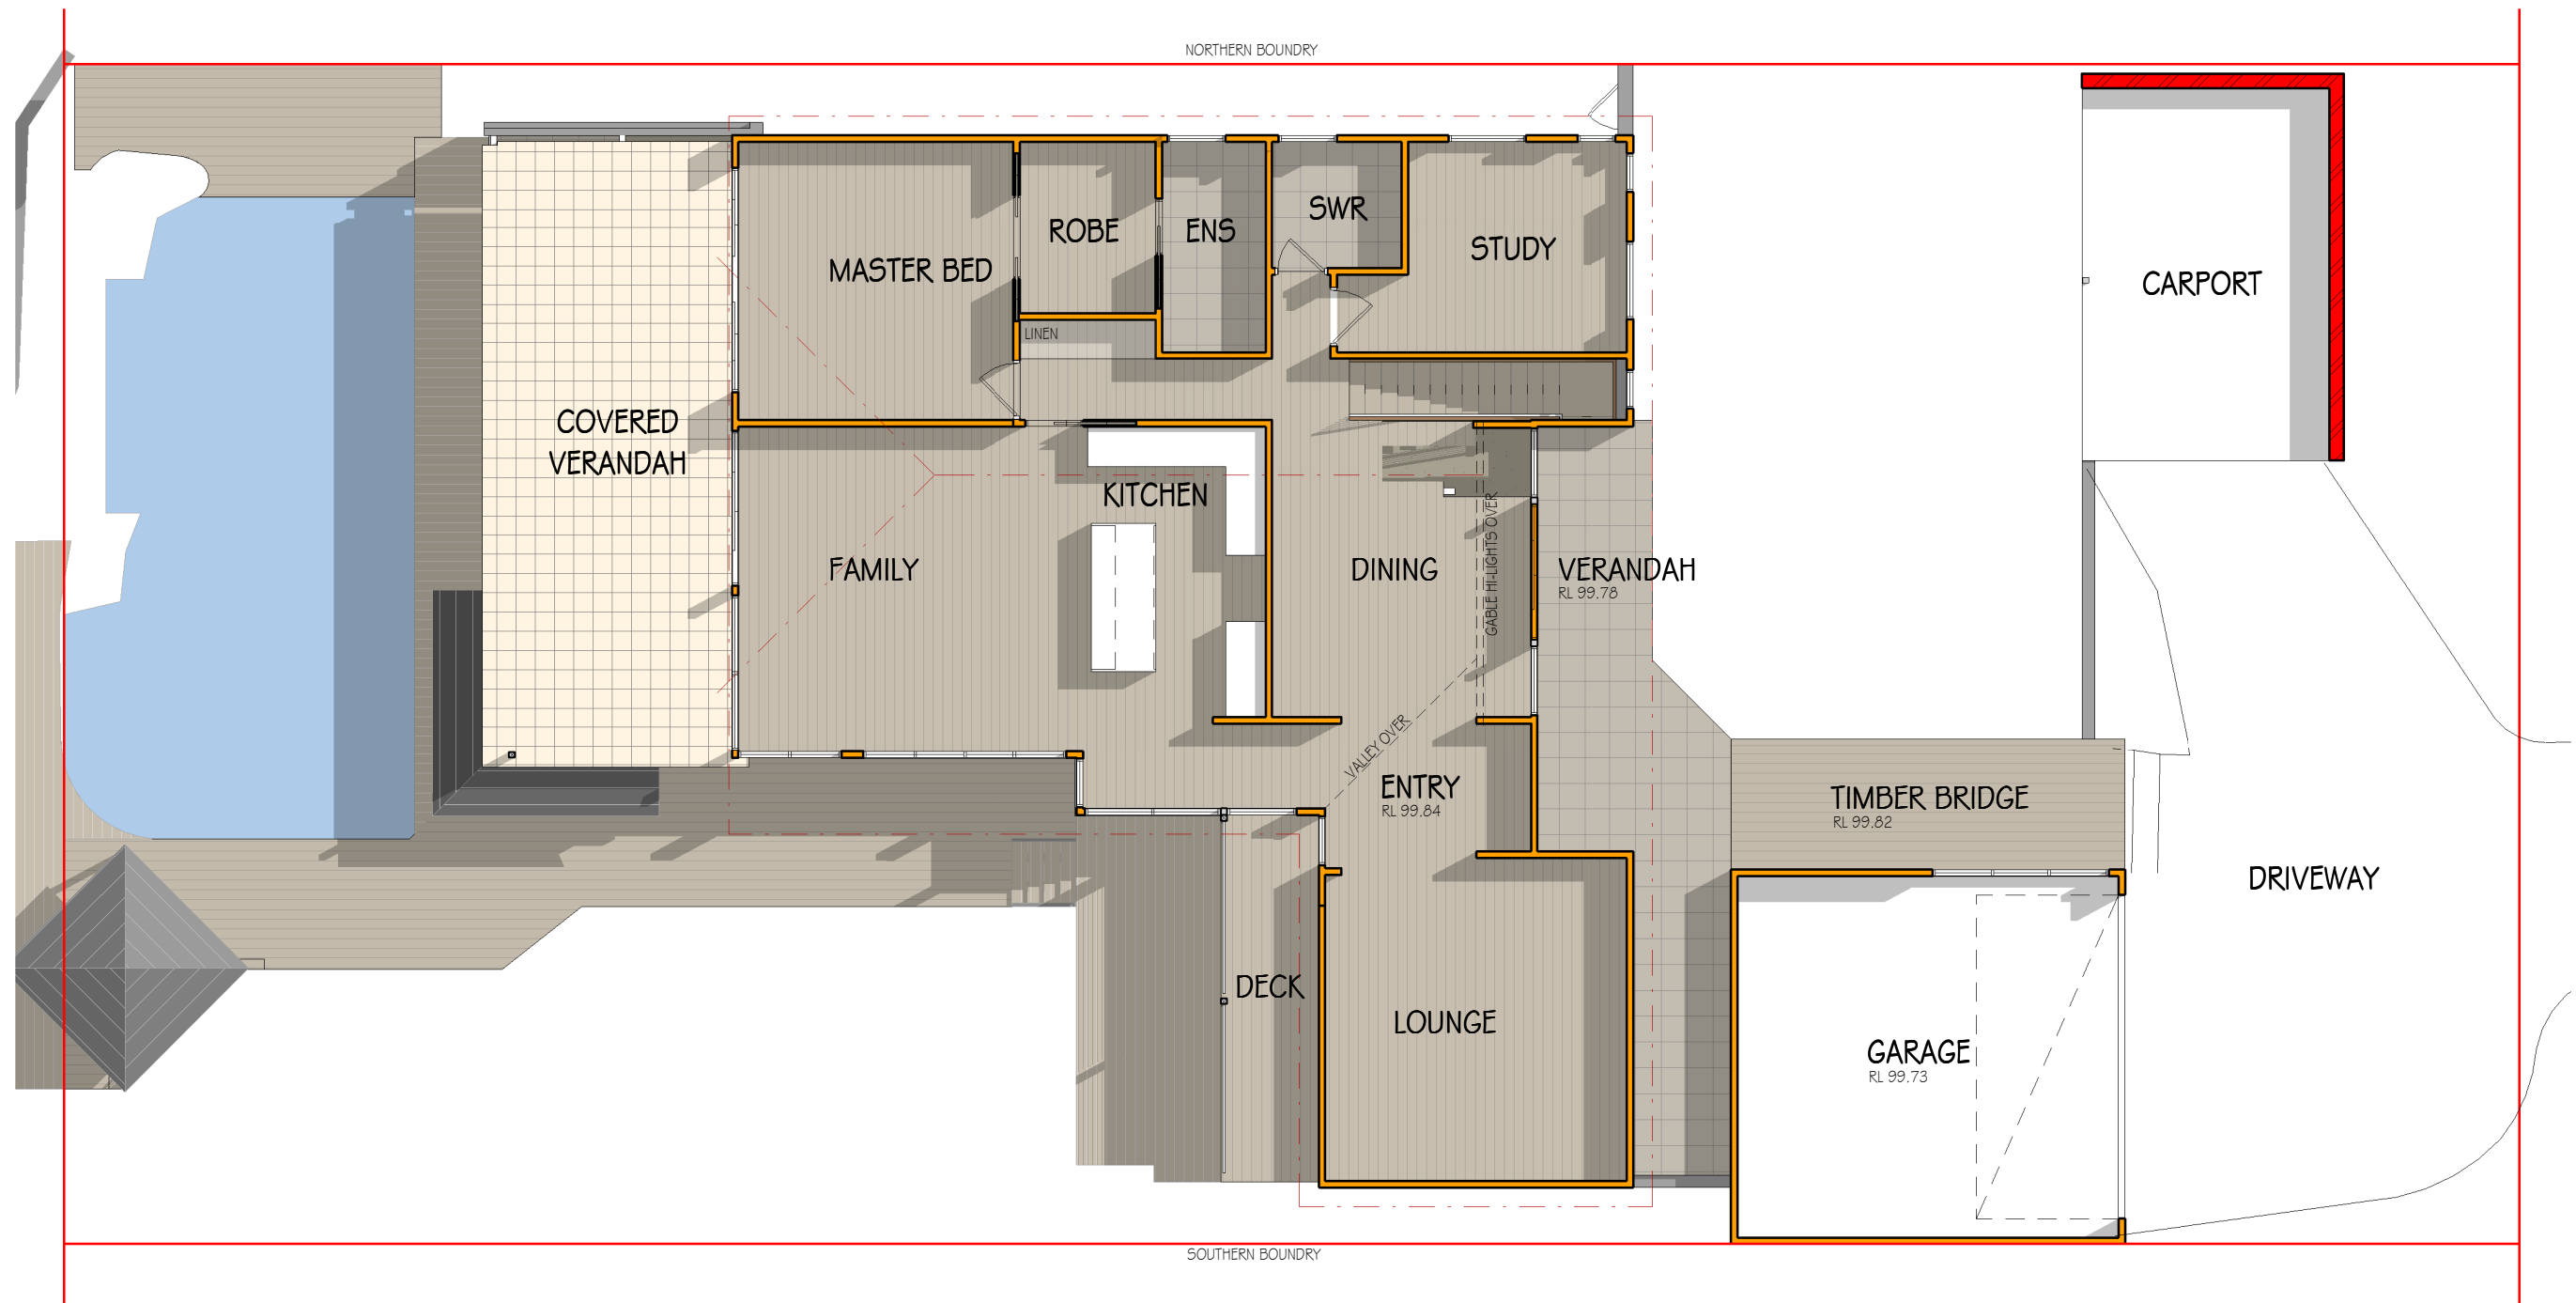 NORTHERN BOUNDRY
CARPORT
ROBE
ENS
SWR
STUDY
MASTER BED
LINEN
COVERED
VERANDAH
KITCHEN
FAMILY
DINING
GABLE HI-LIGHTS OVER
VERANDAH
RL 99.78
VALLEY OVER
ENTRY
RL 99.84
TIMBER BRIDGE
RL 99.82
DRIVEWAY
DECK
LOUNGE
GARAGE
RL 99.73
SOUTHERN BOUNDRY